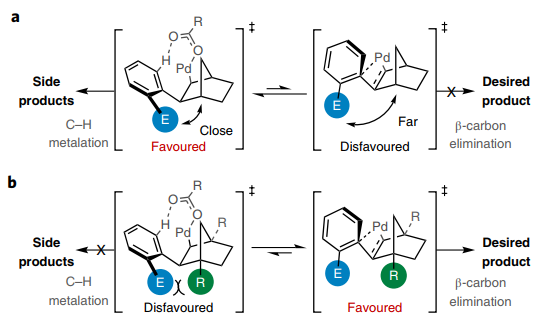 a
‡
‡
R
O
O
H
Pd
Pd
Side
products
Desired
product
E
E
X
C–H
metalation
Close
Far
β-carbon
elimination
Favoured
Disfavoured
b
‡
‡
R
O
O
R
R
H
Pd
Pd
Side
products
X
Desired
product
C–H
metalation
E
R
E
R
β-carbon
elimination
Disfavoured
Favoured